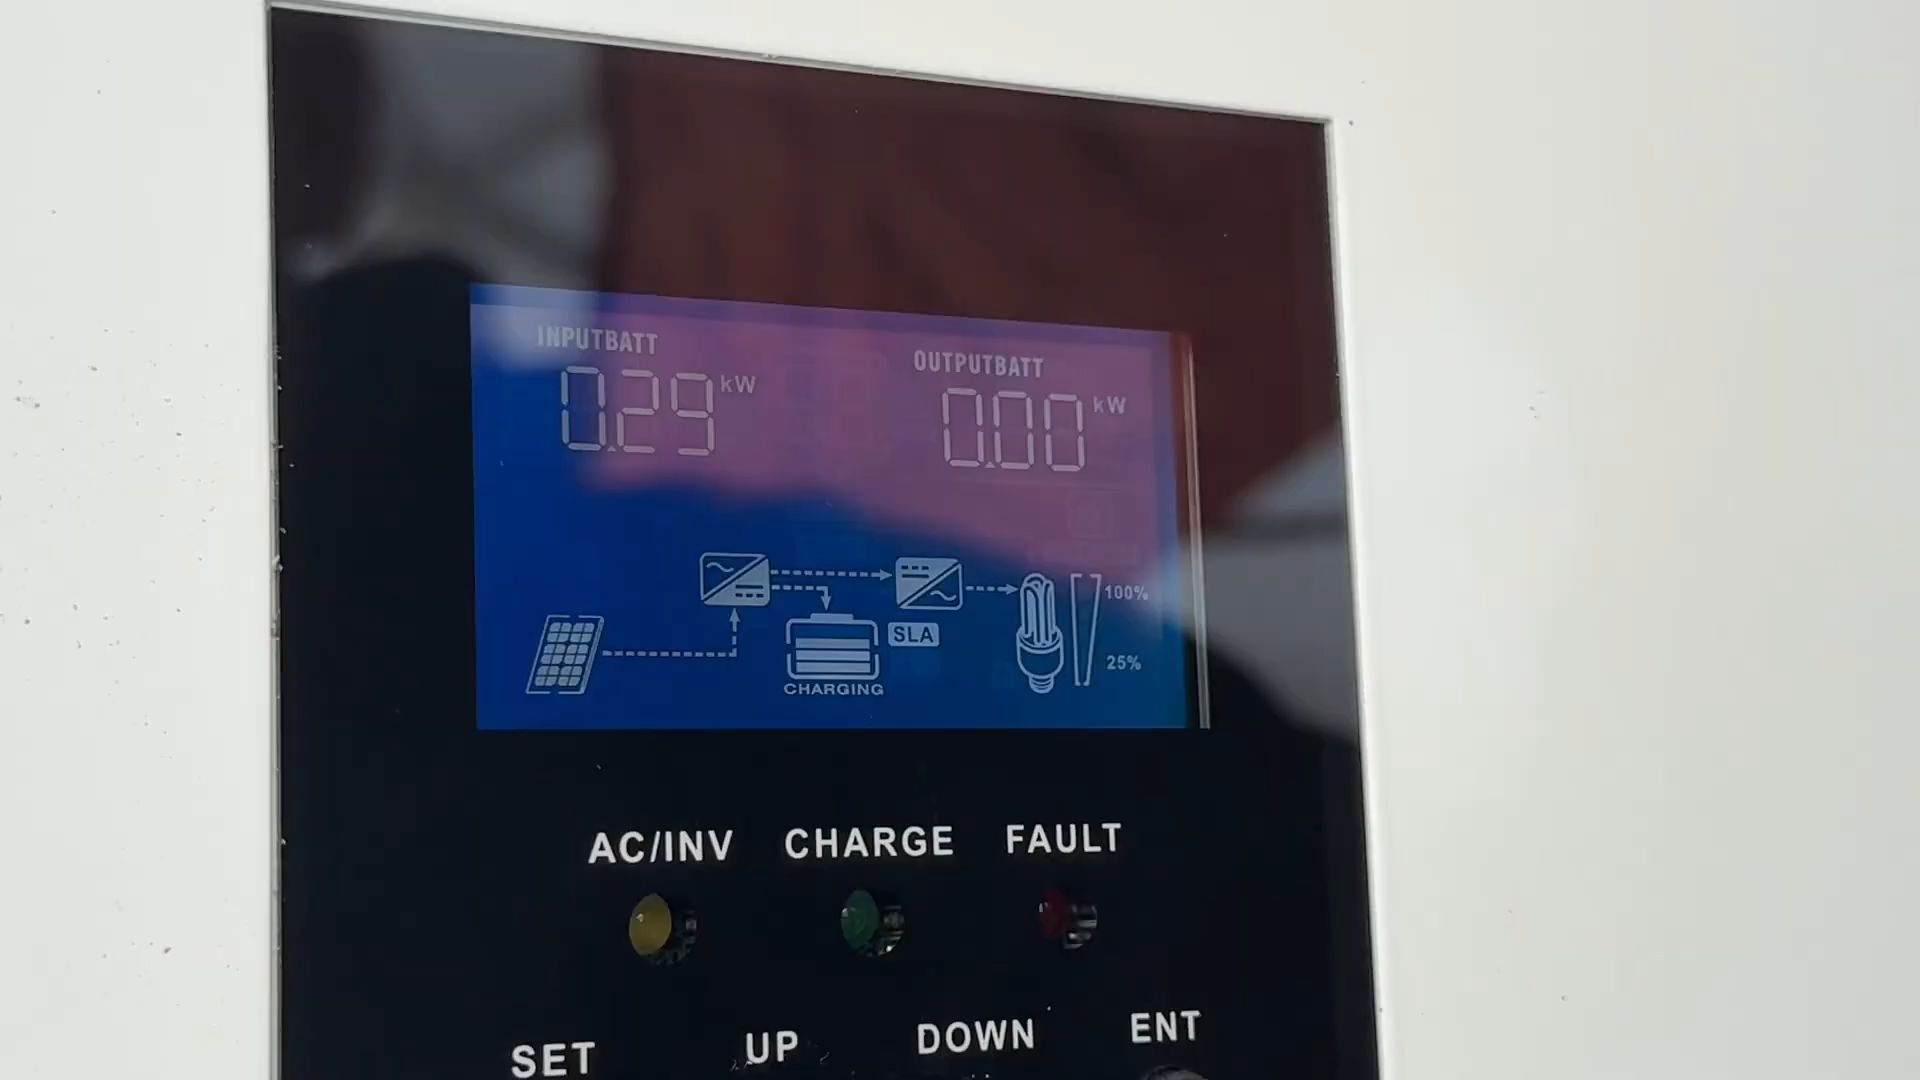 INPUTBATT
0.29 kW
OUTPUTBATT
0.00 kW
100%
SLA
25%
CHARGING
AC/INV CHARGE FAULT
SET UP DOWN ENT